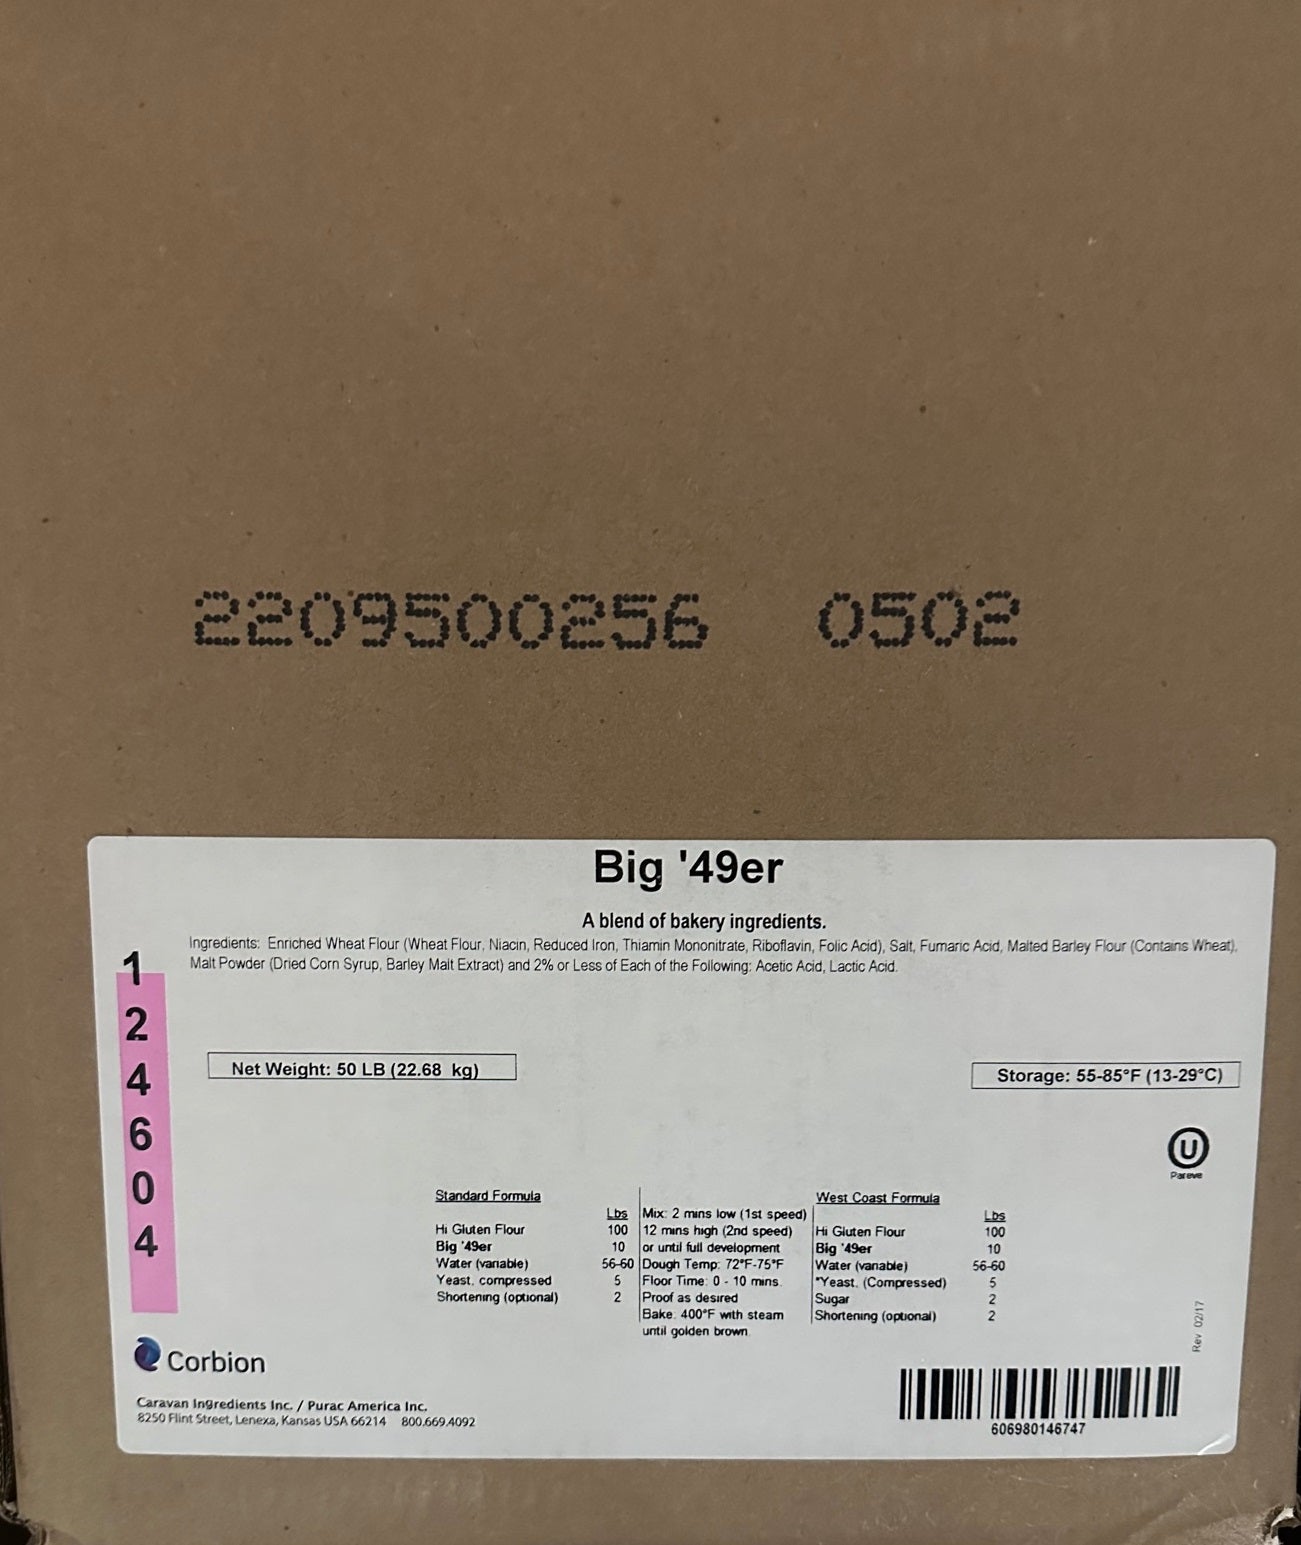 2209500256 0502
Big '49er
A blend of bakery ingredients.
Ingredients: Enriched Wheat Flour (Wheat Flour, Niacin, Reduced Iron, Thiamin Mononitrate, Riboflavin, Folic Acid), Salt, Fumaric Acid, Malted Barley Flour (Contains Wheat),
Malt Powder (Dried Corn Syrup, Barley Malt Extract) and 2% or Less of Each of the Following: Acetic Acid, Lactic Acid.
1
2
4
6
0
4
Net Weight: 50 LB (22.68 kg)
Storage: 55-85°F (13-29°C)
U
Pareve
Standard Formula
Lbs
Hi Gluten Flour 100
Big '49er 10
Water (variable) 56-60
Yeast, compressed 5
Shortening (optional) 2
Mix: 2 mins low (1st speed)
12 mins high (2nd speed)
or until full development
Dough Temp: 72°F-75°F
Floor Time: 0 - 10 mins.
Proof as desired
Bake: 400°F with steam
until golden brown
West Coast Formula
Lbs
Hi Gluten Flour 100
Big '49er 10
Water (variable) 56-60
*Yeast, (Compressed) 5
Sugar 2
Shortening (optional) 2
Rev 02/17
Corbion
Caravan Ingredients Inc. / Purac America Inc.
8250 Flint Street, Lenexa, Kansas USA 66214 800.669.4092
606980146747